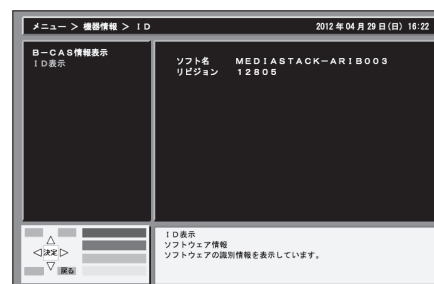 メニュー > 機器情報 > ＩＤ
2012年04月29日(日) 16:22
Ｂ－ＣＡＳ情報表示
ＩＤ表示
ソフト名 ＭＥＤＩＡＳＴＡＣＫ－ＡＲＩＢ００３
リビジョン １２８０５
決定
戻る
ＩＤ表示
ソフトウェア情報
ソフトウェアの識別情報を表示しています。